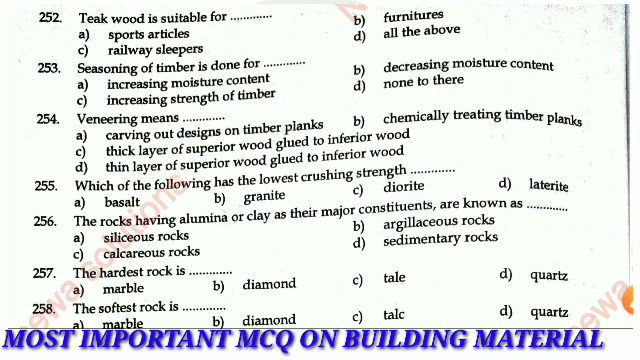 252. Teak wood is suitable for .............
a) sports articles b) furnitures
c) railway sleepers d) all the above
253. Seasoning of timber is done for .............
a) increasing moisture content b) decreasing moisture content
c) increasing strength of timber d) none to there
254. Veneering means .............
a) carving out designs on timber planks b) chemically treating timber planks
c) thick layer of superior wood glued to inferior wood
d) thin layer of superior wood glued to inferior wood
255. Which of the following has the lowest crushing strength .............
a) basalt b) granite c) diorite d) laterite
256. The rocks having alumina or clay as their major constituents, are known as .............
a) siliceous rocks b) argillaceous rocks
c) calcareous rocks d) sedimentary rocks
257. The hardest rock is .............
a) marble b) diamond c) tale d) quartz
258. The softest rock is .............
a) marble b) diamond c) talc d) quartz
MOST IMPORTANT MCQ ON BUILDING MATERIAL
ewa solutions